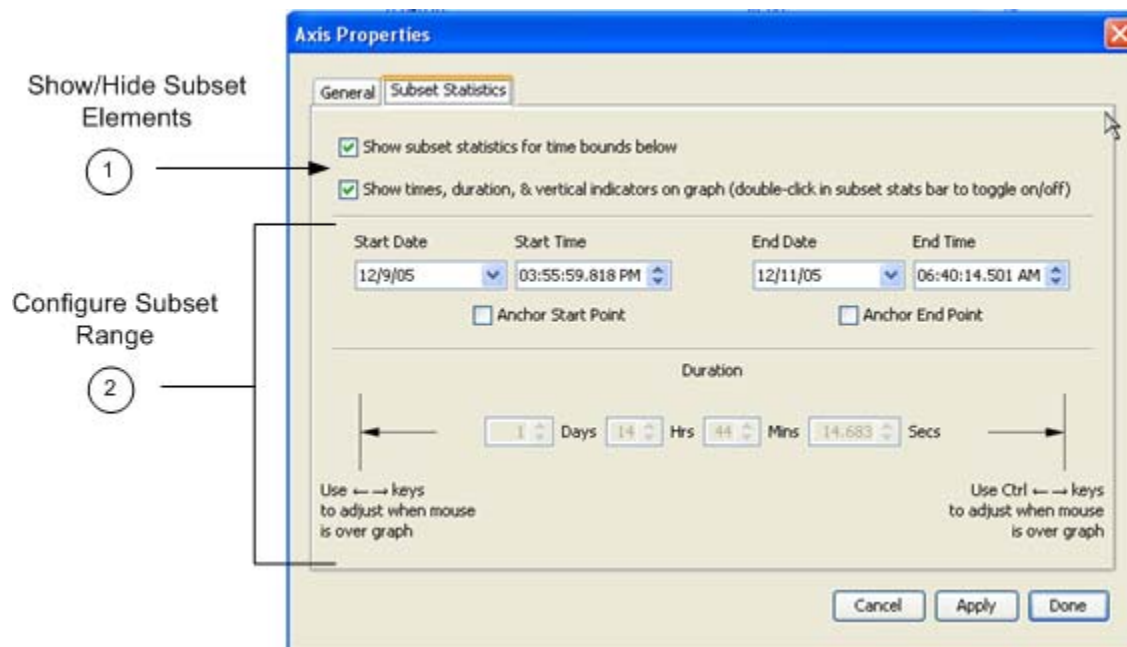 Axis Properties
Show/Hide Subset
Elements
1
General
Subset Statistics
Show subset statistics for time bounds below
Show times, duration, & vertical indicators on graph (double-click in subset stats bar to toggle on/off)
Configure Subset
Range
2
Start Date
Start Time
End Date
End Time
12/9/05
03:55:59.818 PM
12/11/05
06:40:14.501 AM
Anchor Start Point
Anchor End Point
Duration
1 Days 14 Hrs 44 Mins 14.683 Secs
Use ←→ keys
to adjust when mouse
is over graph
Use Ctrl ←→ keys
to adjust when mouse
is over graph
Cancel
Apply
Done